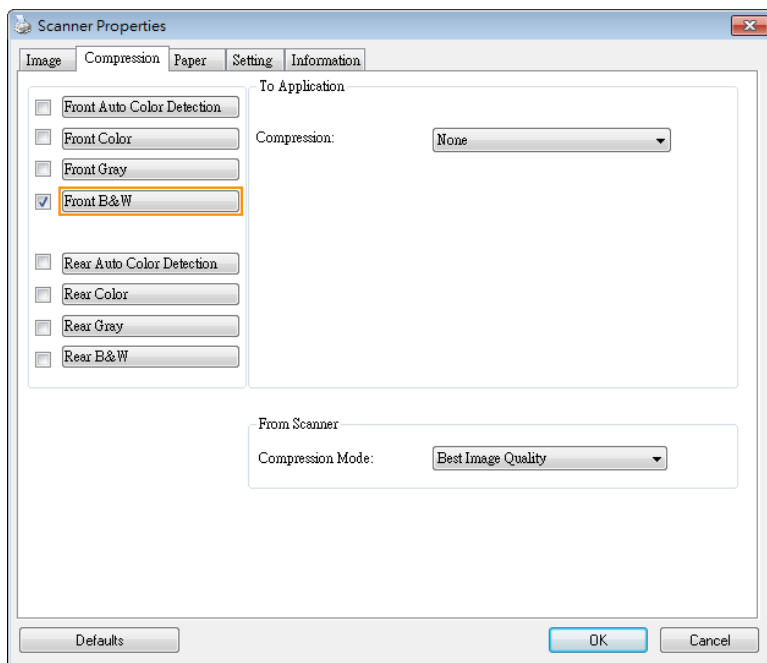 Scanner Properties
Image Compression Paper Setting Information
Front Auto Color Detection
Front Color
Front Gray
Front B&W
Rear Auto Color Detection
Rear Color
Rear Gray
Rear B&W
To Application
Compression: None
From Scanner
Compression Mode: Best Image Quality
Defaults OK Cancel